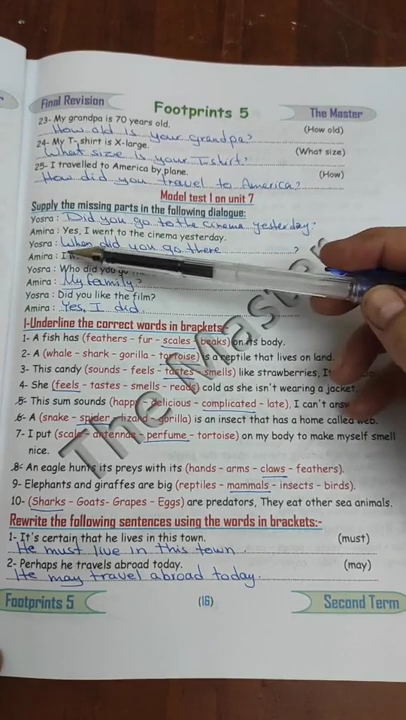 Final Revision
Footprints 5
The Master
23- My grandpa is 70 years old.
How old is your grandpa? (How old)
24- My T-shirt is X-large.
What size is your T-shirt? (What size)
25- I travelled to America by plane.
How did you travel to America? (How)
Model test 1 on unit 7
Supply the missing parts in the following dialogue:
Yosra : Did you go to the cinema yesterday?
Amira : Yes, I went to the cinema yesterday.
Yosra : When did you go there ?
Amira : I
Yosra : Who did you go
Amira : My family?
Yosra : Did you like the film?
Amira : Yes, I did.
1-Underline the correct words in brackets
1- A fish has (feathers - fur - scales - beaks) on its body.
2- A (whale - shark - gorilla - tortoise) is a reptile that lives on land.
3- This candy (sounds - feels - tastes - smells) like strawberries,
4- She (feels - tastes - smells - reads) cold as she isn't wearing a jacket.
5- This sum sounds (happy - delicious - complicated - late), I can't
6- A (snake - spider - lizard - gorilla) is an insect that has a home called web.
7- I put (scale - antennas - perfume - tortoise) on my body to make myself smell
nice.
8- An eagle hunts its preys with its (hands - arms - claws - feathers).
9- Elephants and giraffes are big (reptiles - mammals - insects - birds).
10- (Sharks - Goats- Grapes - Eggs) are predators, They eat other sea animals.
Rewrite the following sentences using the words in brackets:-
1- It's certain that he lives in this town. (must)
He must live in this town.
2- Perhaps he travels abroad today. (may)
He may travel abroad today.
Footprints 5
(16)
Second Term
The Master